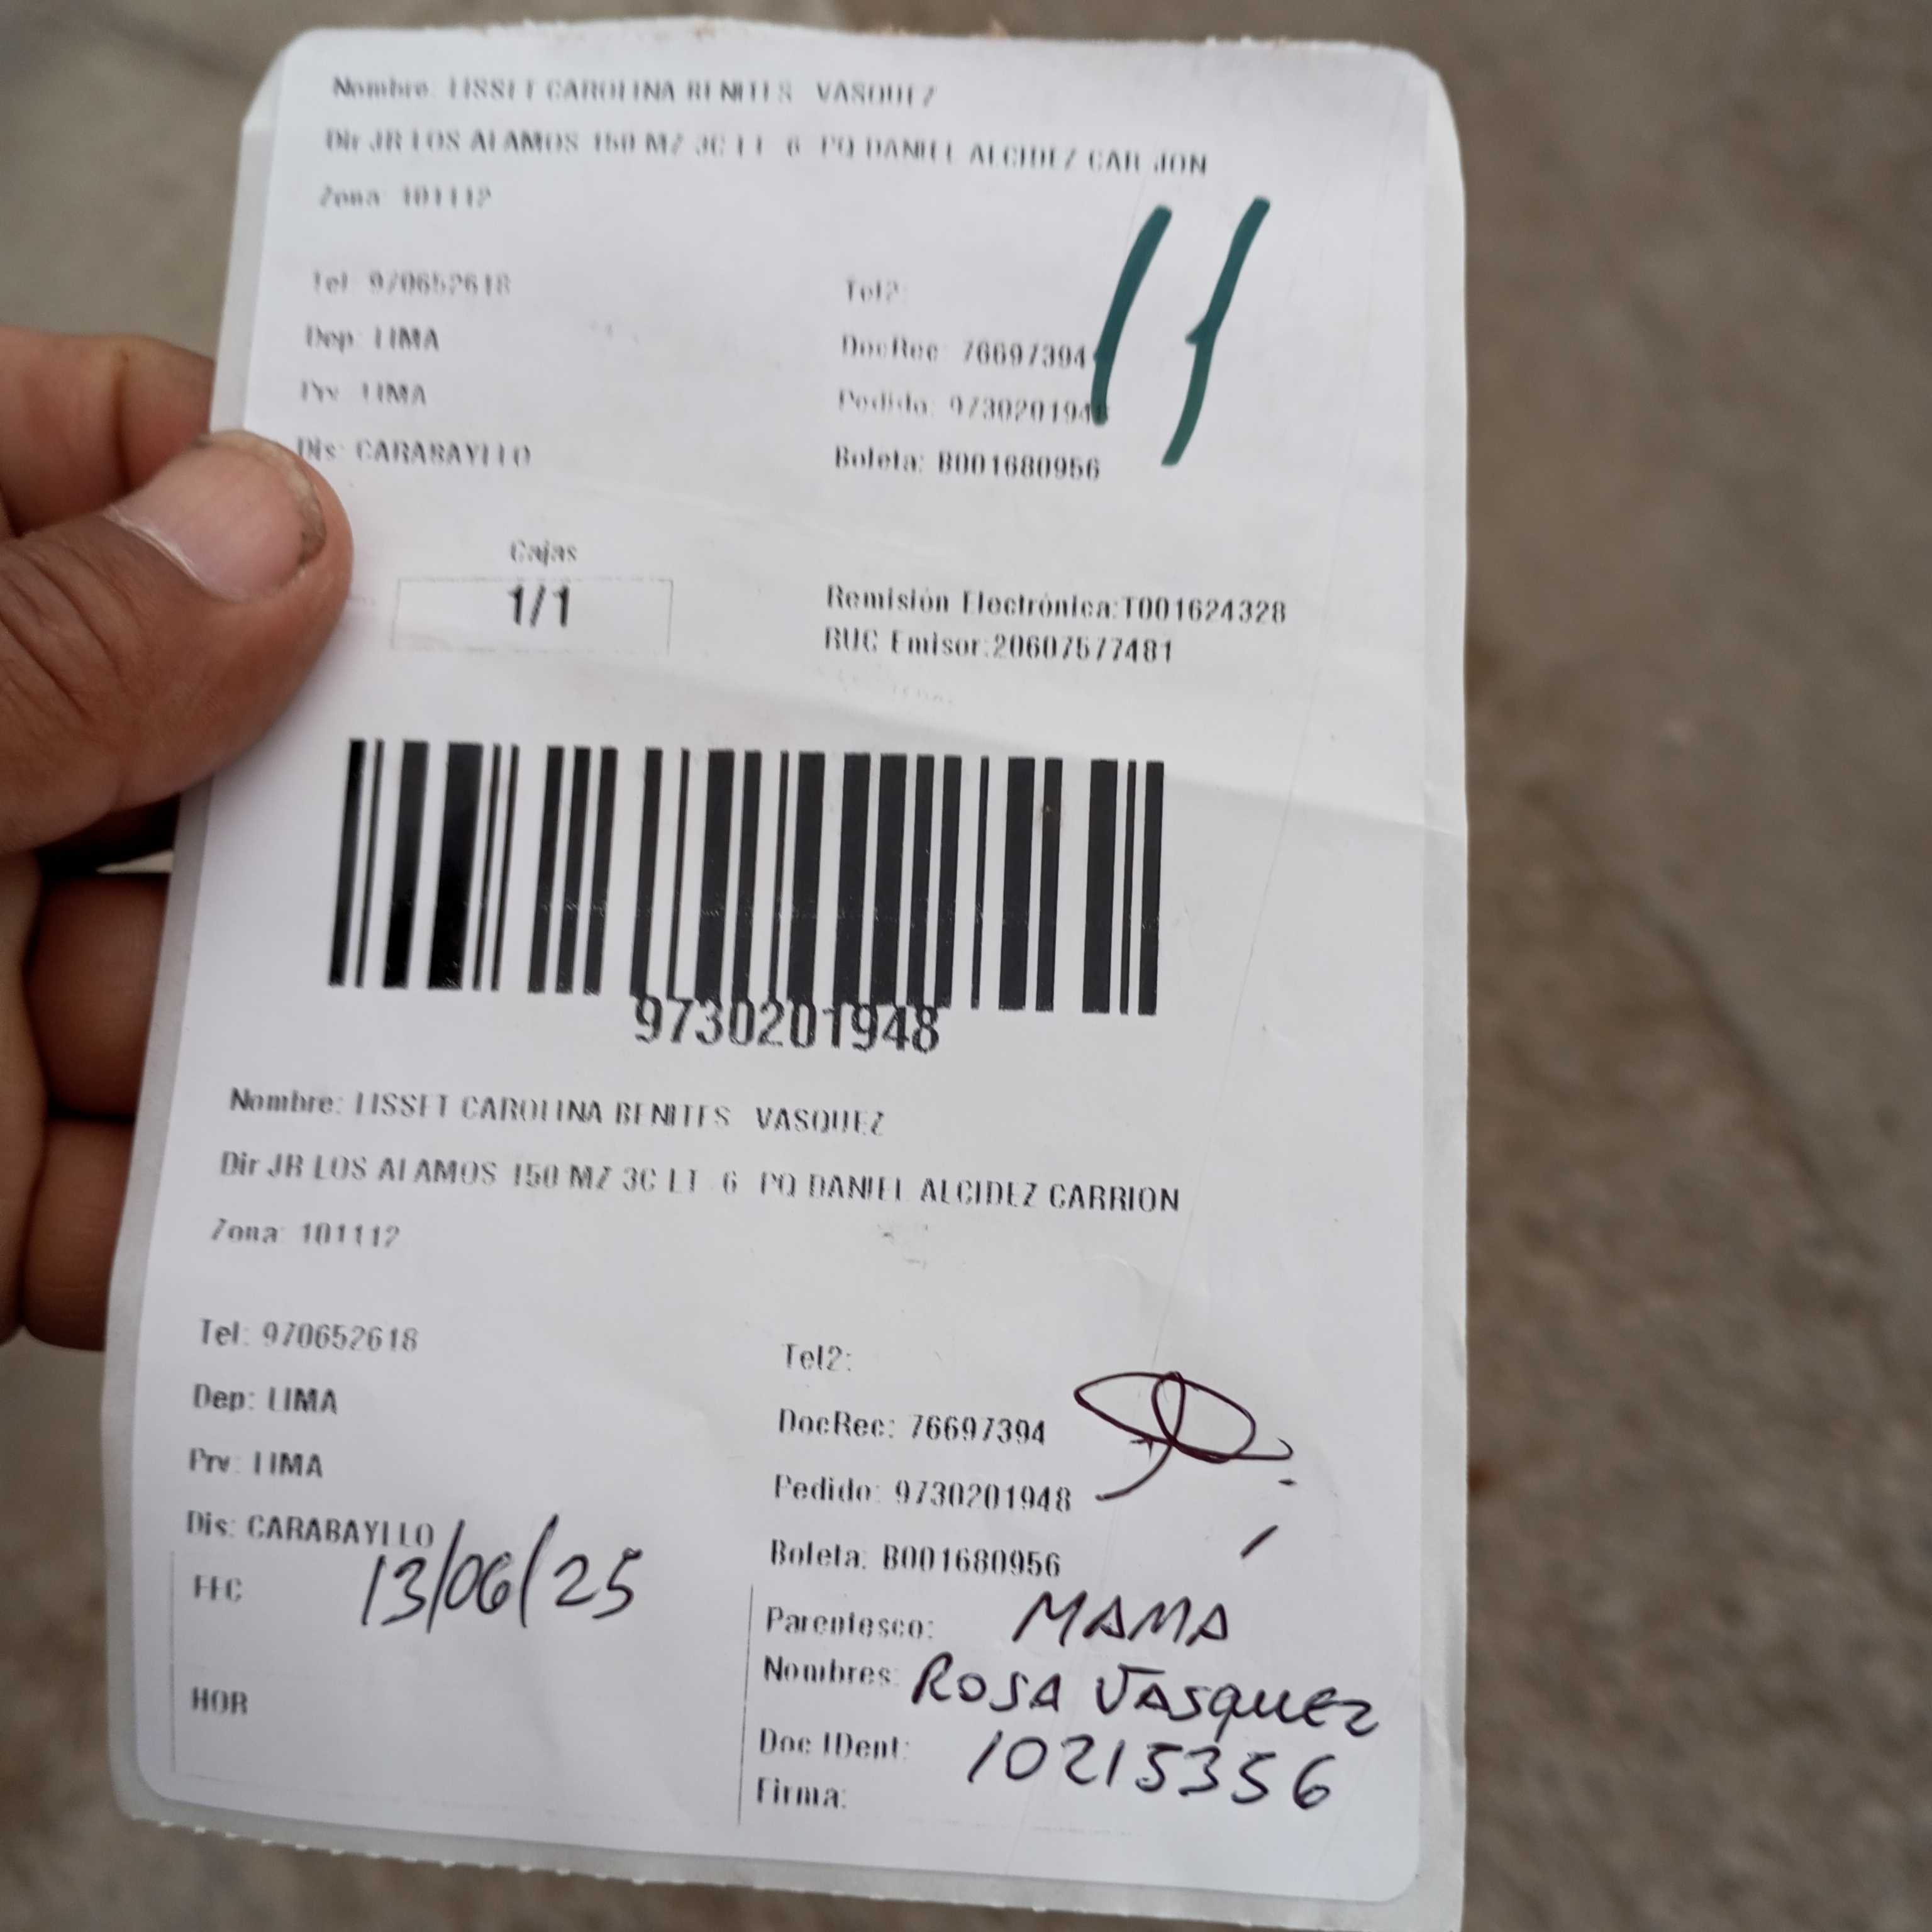 Nombre: LISSET CAROLINA BENITES VASQUEZ
Dir JR LOS ALAMOS 150 MZ 3C LT 6 PQ DANIEL ALCIDEZ CAR ION
Zona: 101112
Tel: 970652618 Tel2:
Dep: LIMA DocRec: 76697394
Prv: LIMA Pedido: 9730201948
Dis: CARABAYLLO Boleta: B001680956
11
Cajas
1/1
Remisión Electrónica:T001624328
RUC Emisor:20607577481
9730201948
Nombre: LISSET CAROLINA BENITES VASQUEZ
Dir JR LOS ALAMOS 150 MZ 3C LT 6 PQ DANIEL ALCIDEZ CARRION
Zona: 101112
Tel: 970652618 Tel2:
Dep: LIMA DocRec: 76697394
Prv: LIMA Pedido: 9730201948
Dis: CARABAYLLO Boleta: B001680956
FEC 13/06/25 Parentesco: MAMA
Nombres: ROSA VASQUEZ
HOR Doc IDent: 10215356
Firma: